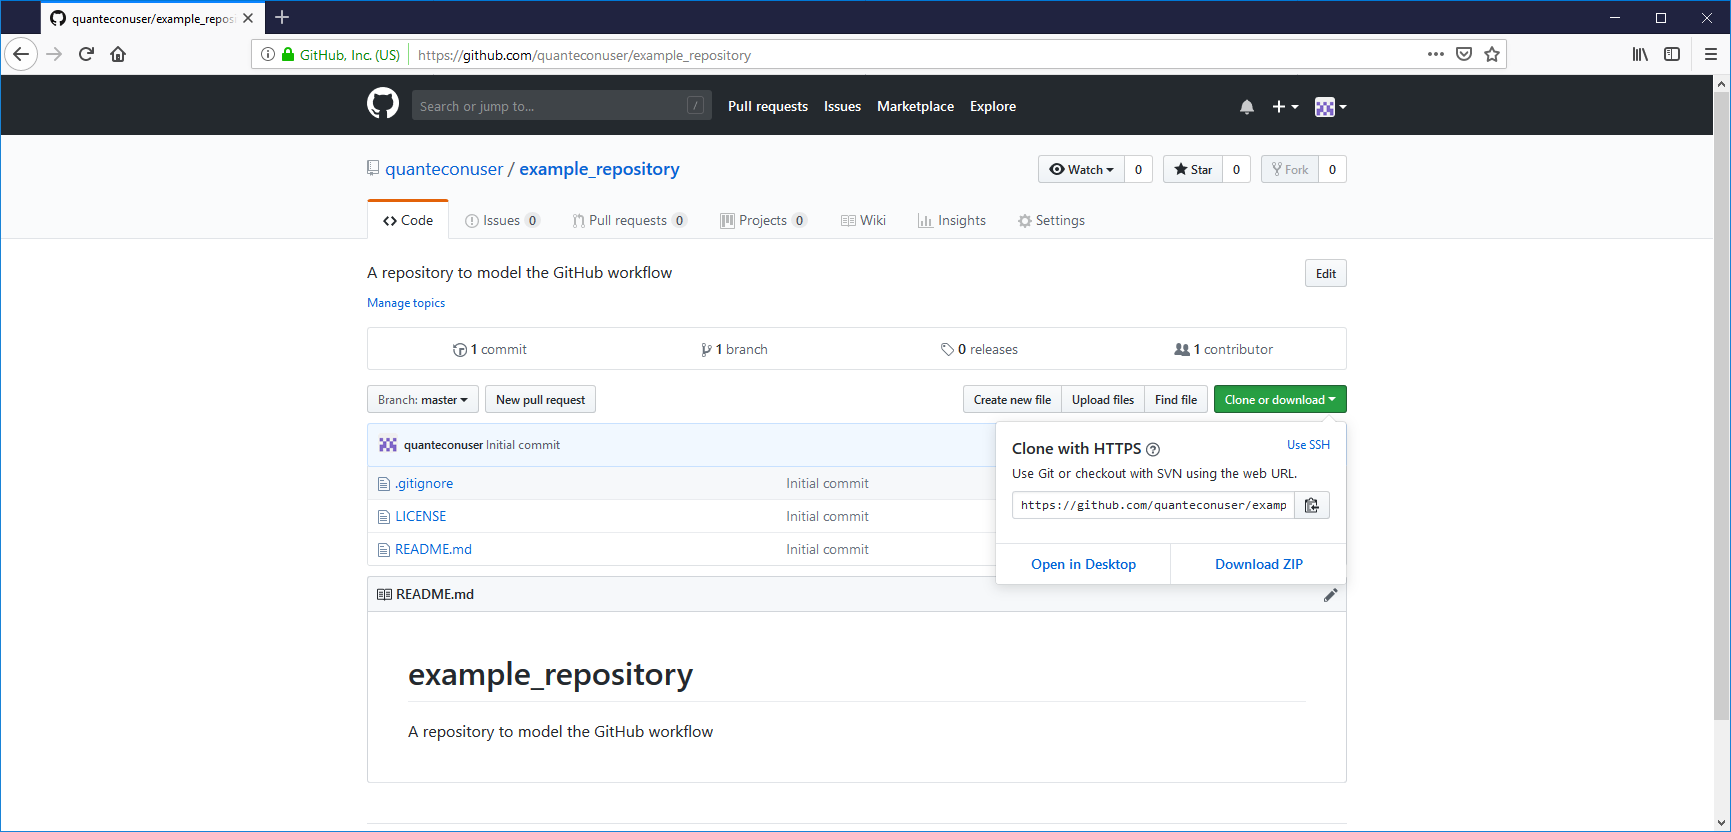 quanteconuser/example_repos
GitHub, Inc. (US) https://github.com/quanteconuser/example_repository
Search or jump to... / Pull requests Issues Marketplace Explore
quanteconuser / example_repository Watch 0 Star 0 Fork 0
Code Issues 0 Pull requests 0 Projects 0 Wiki Insights Settings
A repository to model the GitHub workflow Edit
Manage topics
1 commit 1 branch 0 releases 1 contributor
Branch: master New pull request Create new file Upload files Find file Clone or download
quanteconuser Initial commit
.gitignore Initial commit
LICENSE Initial commit
README.md Initial commit
Clone with HTTPS Use SSH
Use Git or checkout with SVN using the web URL.
https://github.com/quanteconuser/examp
Open in Desktop Download ZIP
README.md
example_repository
A repository to model the GitHub workflow